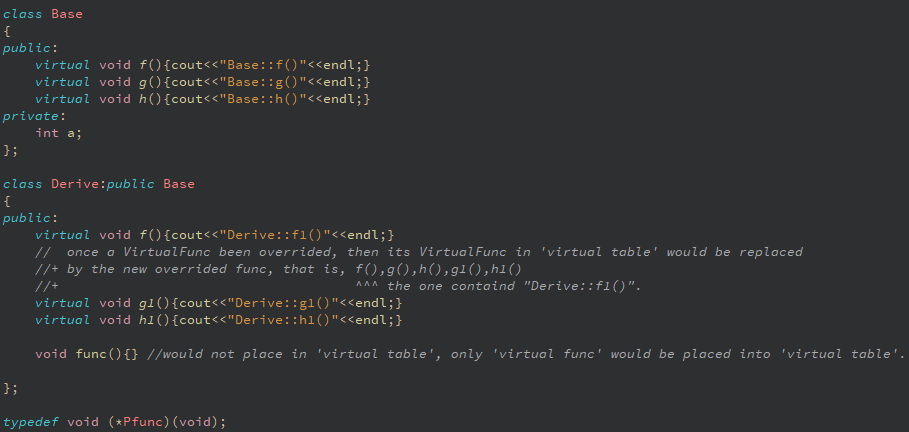 class Base
{
public:
    virtual void f(){cout<<"Base::f()"<<endl;}
    virtual void g(){cout<<"Base::g()"<<endl;}
    virtual void h(){cout<<"Base::h()"<<endl;}
private:
    int a;
};

class Derive:public Base
{
public:
    virtual void f(){cout<<"Derive::f1()"<<endl;}
    //  once a VirtualFunc been overrided, then its VirtualFunc in 'virtual table' would be replaced
    //+ by the new overrided func, that is, f(),g(),h(),g1(),h1()
    //+                                     ^^^ the one containd "Derive::f1()".
    virtual void g1(){cout<<"Derive::g1()"<<endl;}
    virtual void h1(){cout<<"Derive::h1()"<<endl;}

    void func(){} //would not place in 'virtual table', only 'virtual func' would be placed into 'virtual table'.

};

typedef void (*Pfunc)(void);